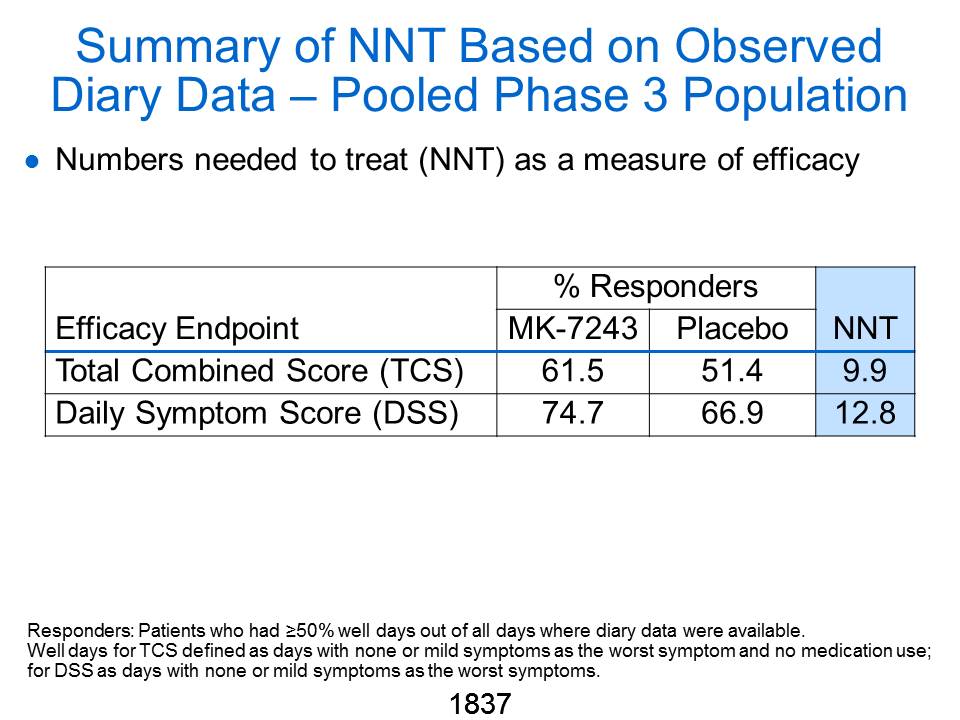 Summary of NNT Based on Observed
Diary Data – Pooled Phase 3 Population
● Numbers needed to treat (NNT) as a measure of efficacy
% Responders
Efficacy Endpoint MK-7243 Placebo NNT
Total Combined Score (TCS) 61.5 51.4 9.9
Daily Symptom Score (DSS) 74.7 66.9 12.8
Responders: Patients who had ≥50% well days out of all days where diary data were available.
Well days for TCS defined as days with none or mild symptoms as the worst symptom and no medication use;
for DSS as days with none or mild symptoms as the worst symptoms.
1837